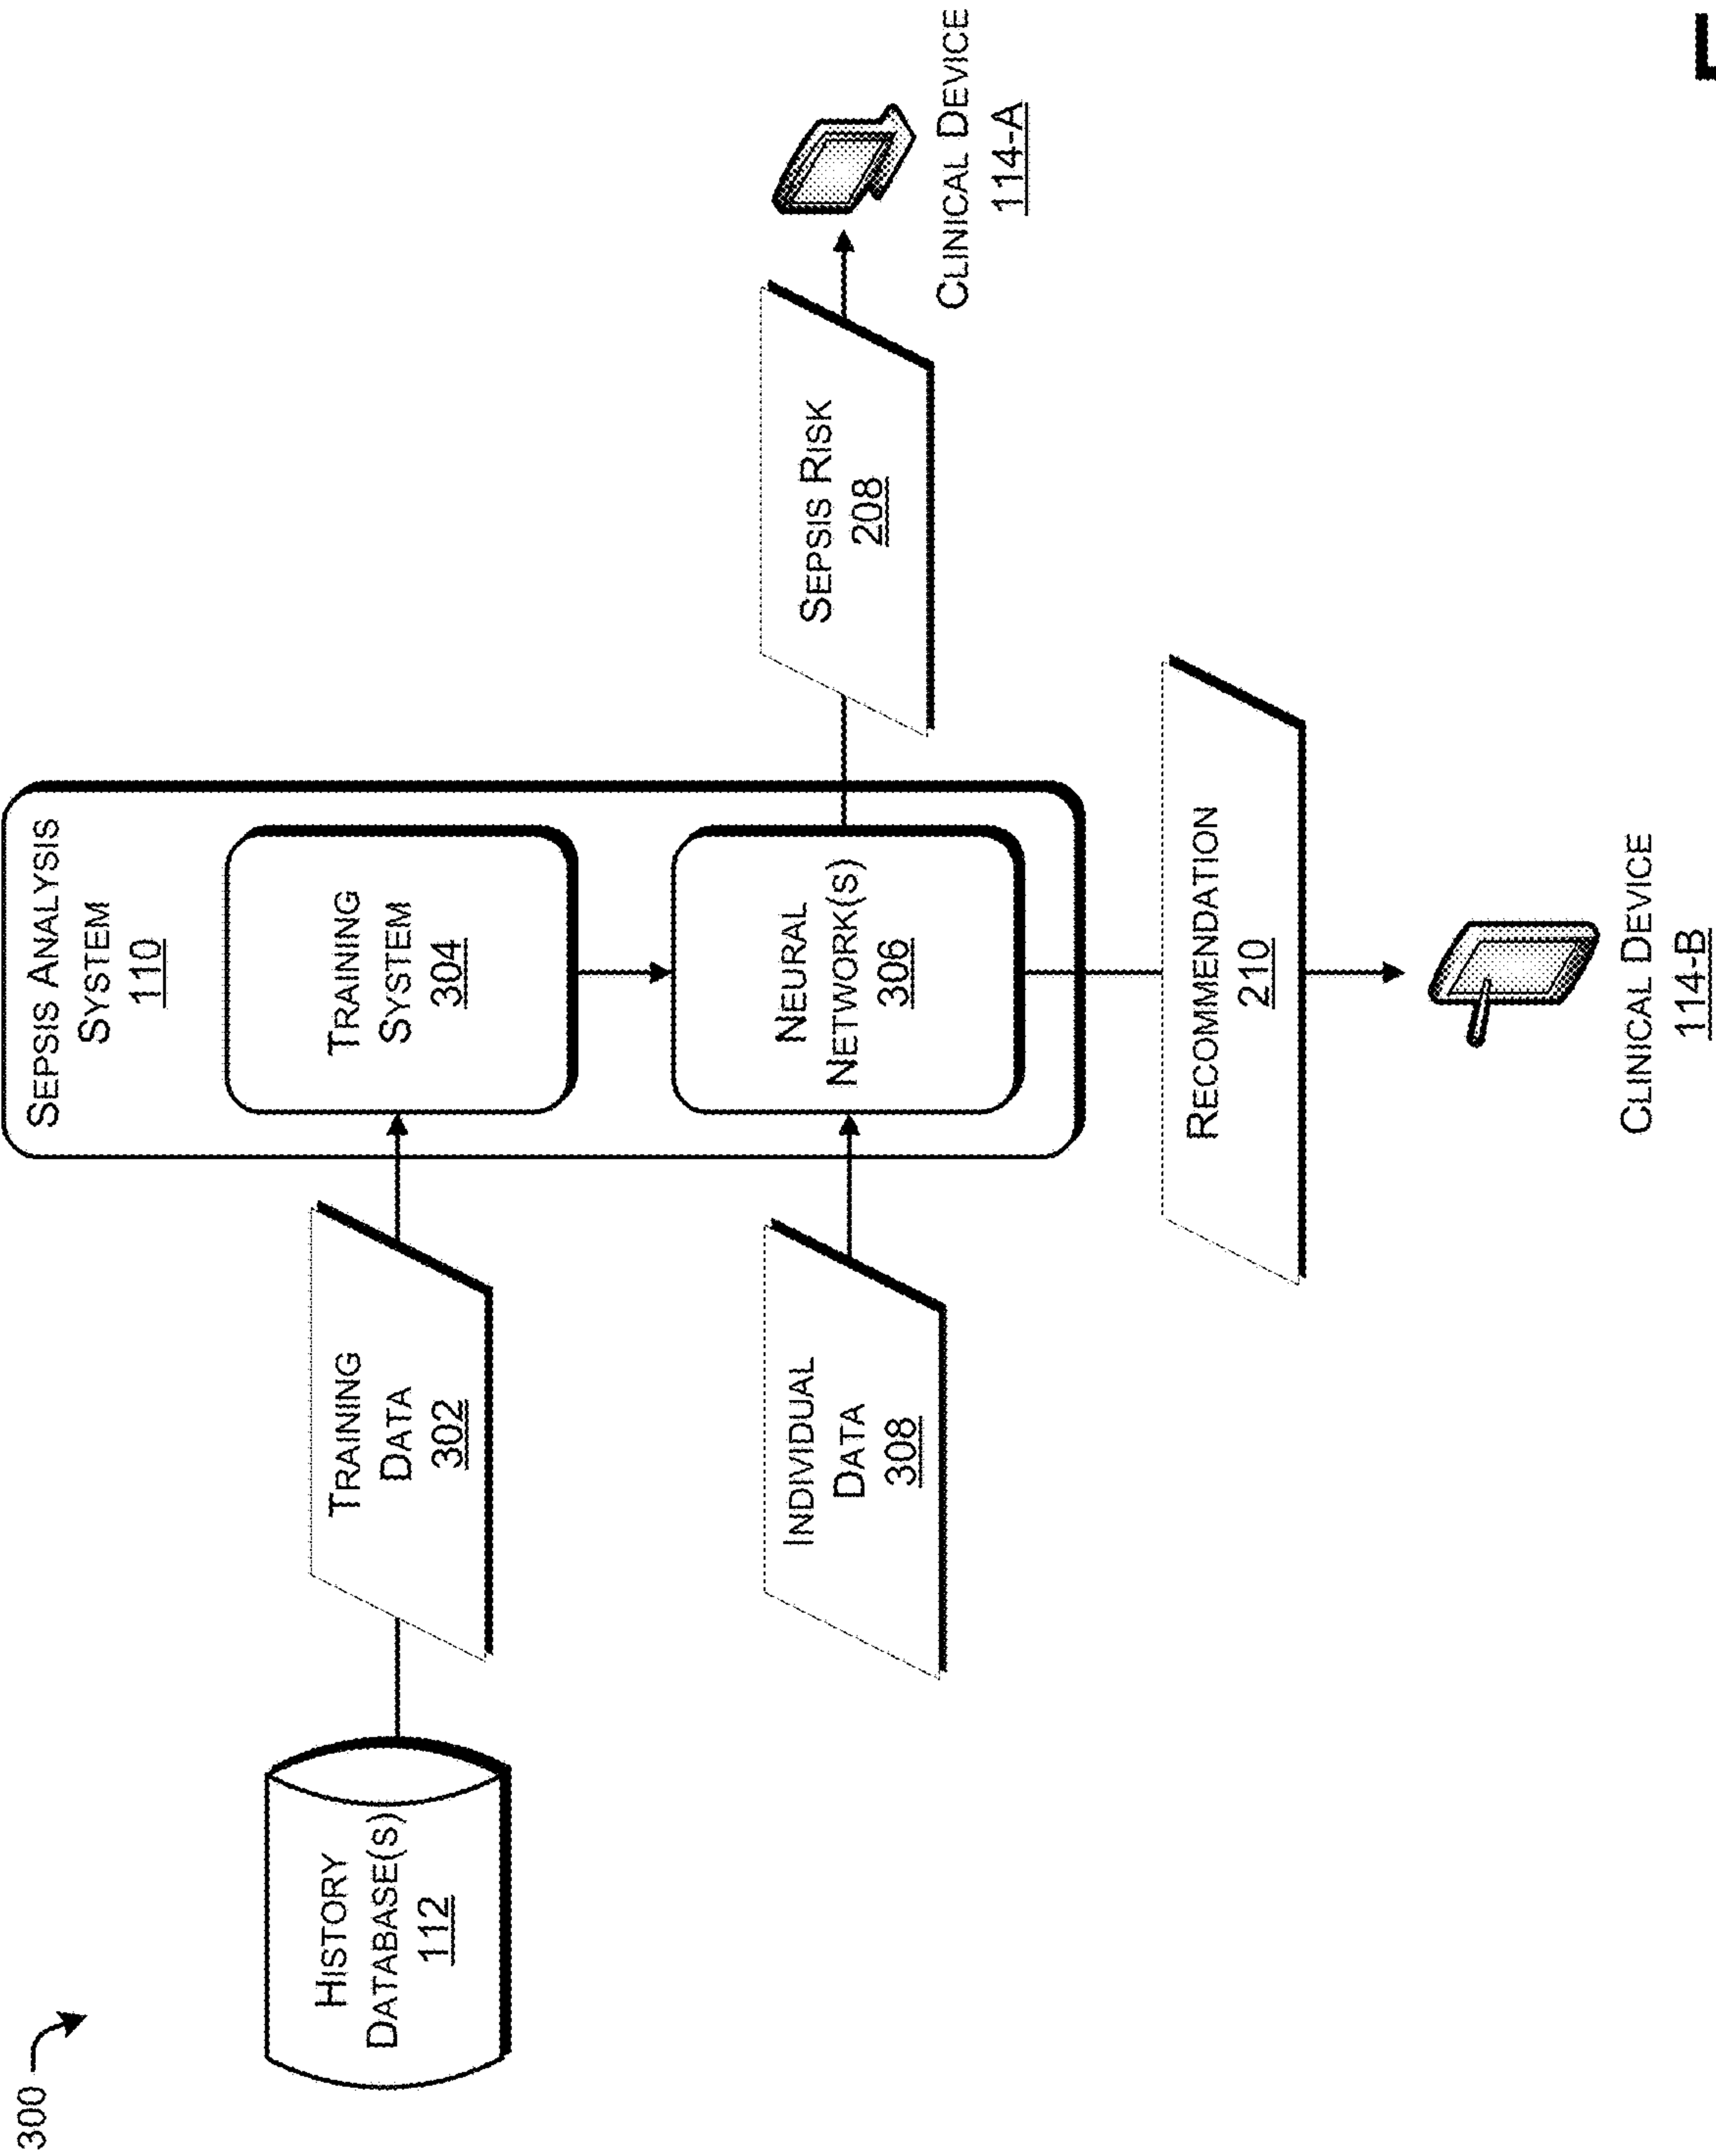 300
SEPSIS ANALYSIS
SYSTEM
110
HISTORY
DATABASE(S)
112
TRAINING
DATA
302
TRAINING
SYSTEM
304
INDIVIDUAL
DATA
308
NEURAL
NETWORK(S)
306
SEPSIS RISK
208
CLINICAL DEVICE
114-A
RECOMMENDATION
210
CLINICAL DEVICE
114-B